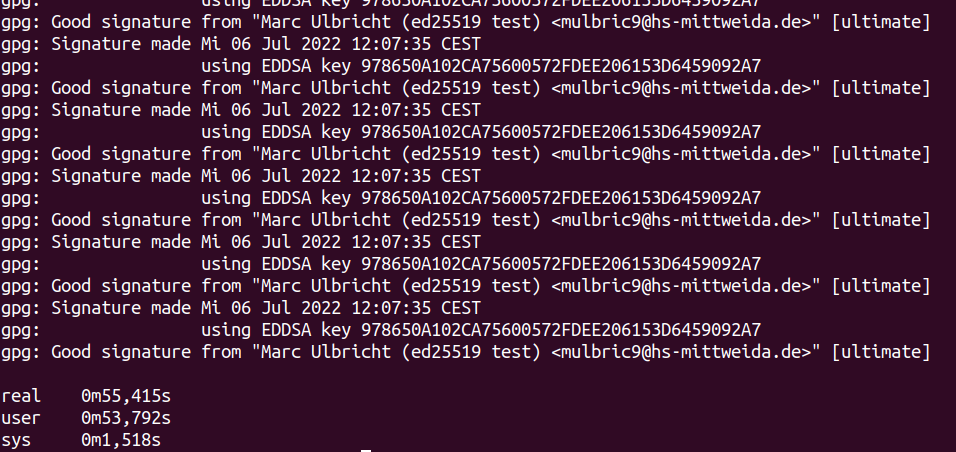 gpg:                using EDDSA key 978650A102CA75600572FDEE206153D6459092A7
gpg: Good signature from "Marc Ulbricht (ed25519 test) <mulbric9@hs-mittweida.de>" [ultimate]
gpg: Signature made Mi 06 Jul 2022 12:07:35 CEST
gpg:                using EDDSA key 978650A102CA75600572FDEE206153D6459092A7
gpg: Good signature from "Marc Ulbricht (ed25519 test) <mulbric9@hs-mittweida.de>" [ultimate]
gpg: Signature made Mi 06 Jul 2022 12:07:35 CEST
gpg:                using EDDSA key 978650A102CA75600572FDEE206153D6459092A7
gpg: Good signature from "Marc Ulbricht (ed25519 test) <mulbric9@hs-mittweida.de>" [ultimate]
gpg: Signature made Mi 06 Jul 2022 12:07:35 CEST
gpg:                using EDDSA key 978650A102CA75600572FDEE206153D6459092A7
gpg: Good signature from "Marc Ulbricht (ed25519 test) <mulbric9@hs-mittweida.de>" [ultimate]
gpg: Signature made Mi 06 Jul 2022 12:07:35 CEST
gpg:                using EDDSA key 978650A102CA75600572FDEE206153D6459092A7
gpg: Good signature from "Marc Ulbricht (ed25519 test) <mulbric9@hs-mittweida.de>" [ultimate]
gpg: Signature made Mi 06 Jul 2022 12:07:35 CEST
gpg:                using EDDSA key 978650A102CA75600572FDEE206153D6459092A7
gpg: Good signature from "Marc Ulbricht (ed25519 test) <mulbric9@hs-mittweida.de>" [ultimate]

real    0m55,415s
user    0m53,792s
sys     0m1,518s